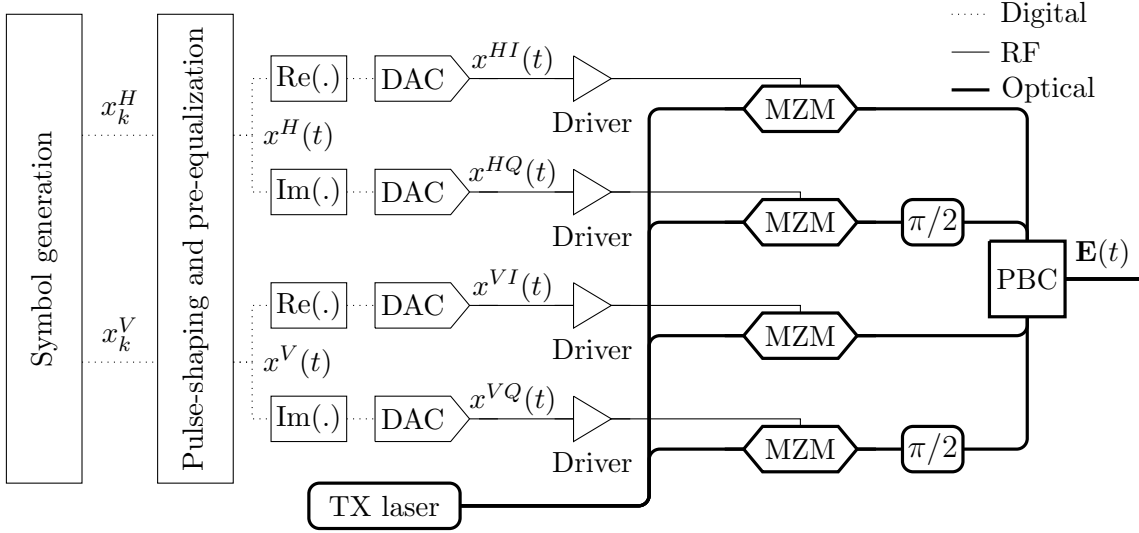 Symbol generation
x_k^H
x_k^V
Pulse-shaping and pre-equalization
x^H(t)
x^V(t)
Re(.)
DAC
x^{HI}(t)
Driver
MZM
Im(.)
DAC
x^{HQ}(t)
Driver
MZM
π/2
Re(.)
DAC
x^{VI}(t)
Driver
MZM
Im(.)
DAC
x^{VQ}(t)
Driver
MZM
π/2
TX laser
PBC
E(t)
Digital
RF
Optical